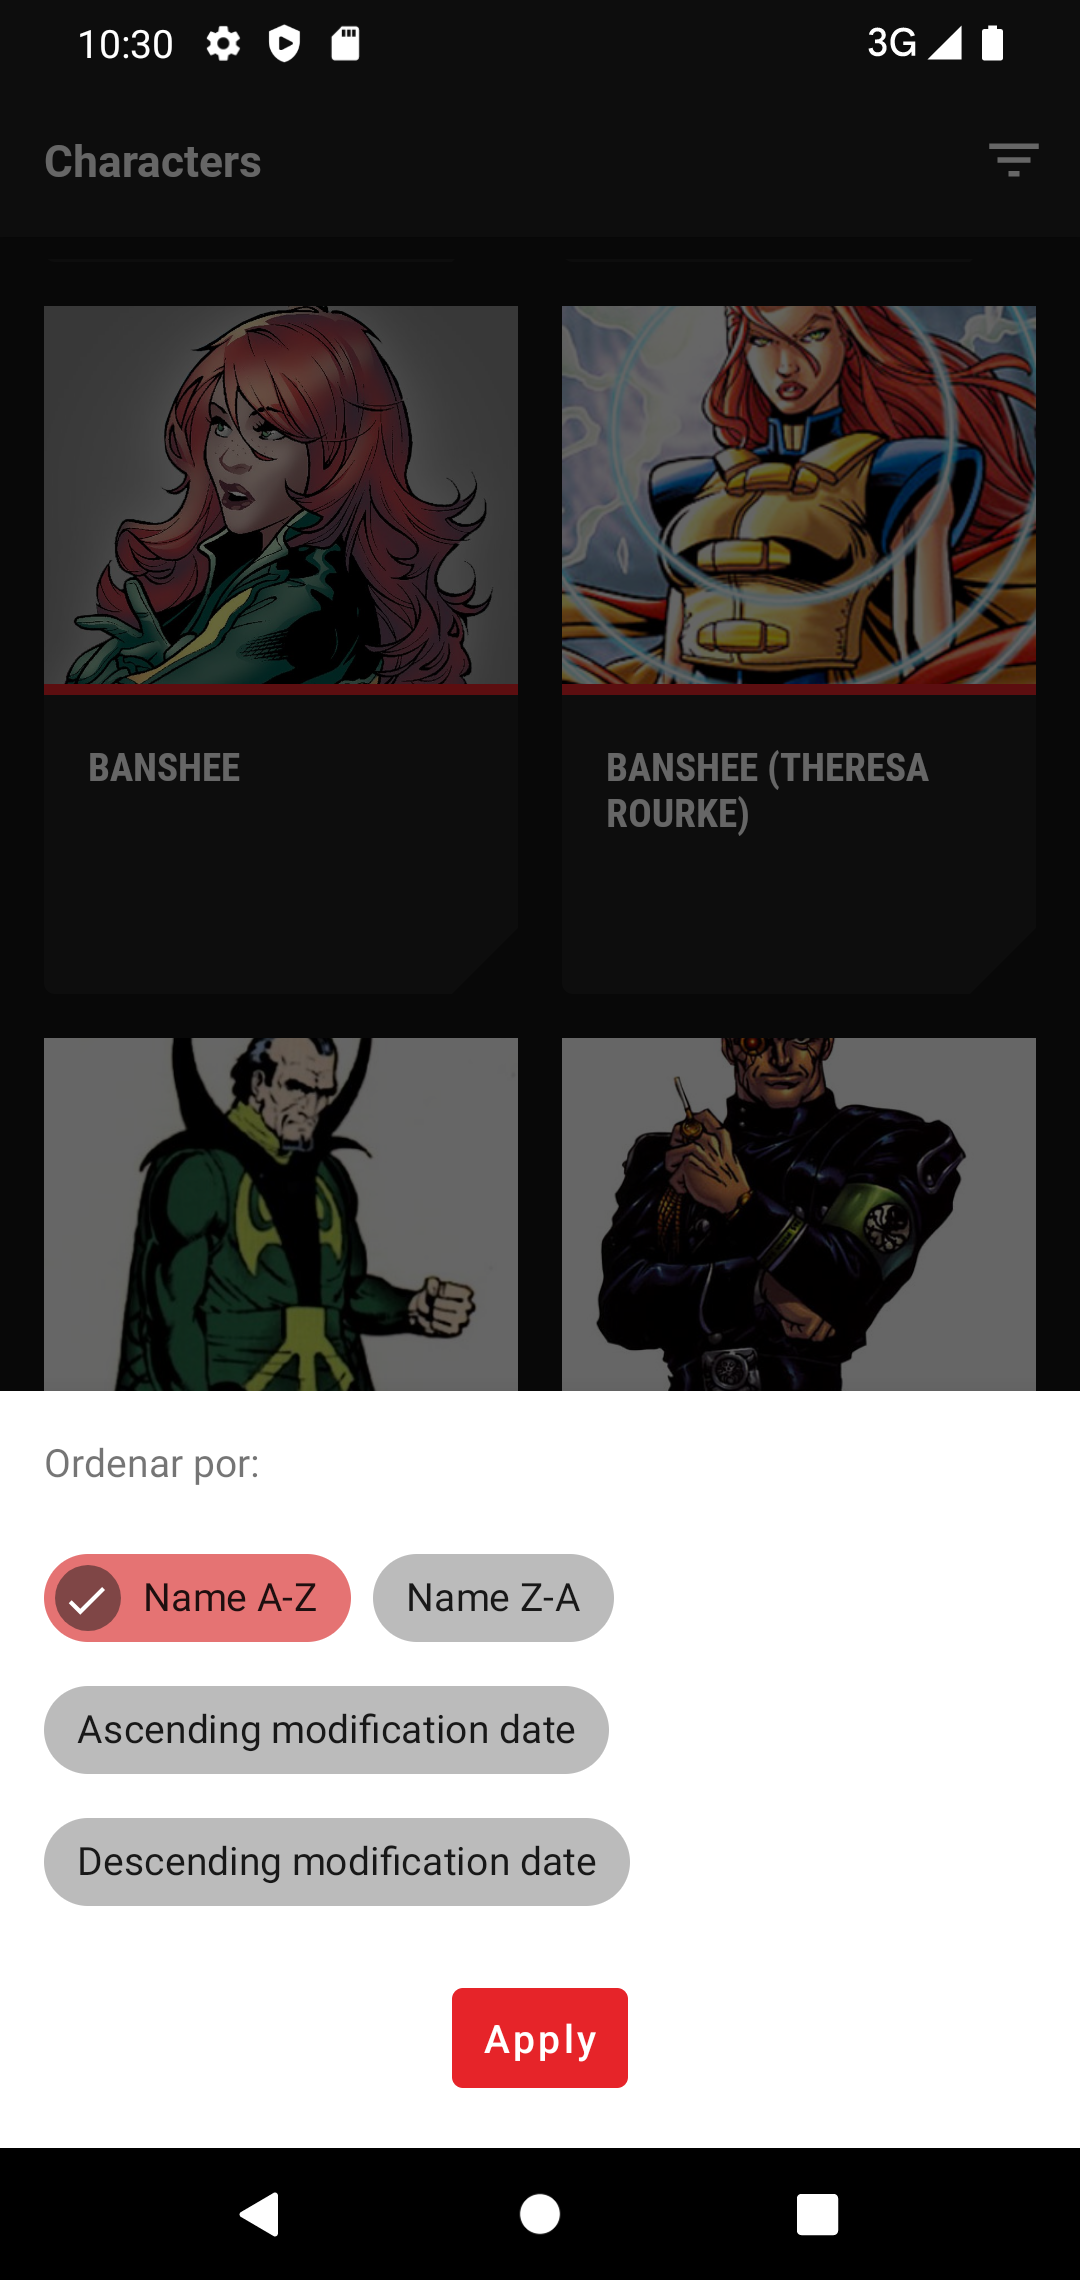 10:30
3G
Characters
BANSHEE
BANSHEE (THERESA
ROURKE)
Ordenar por:
Name A-Z
Name Z-A
Ascending modification date
Descending modification date
Apply